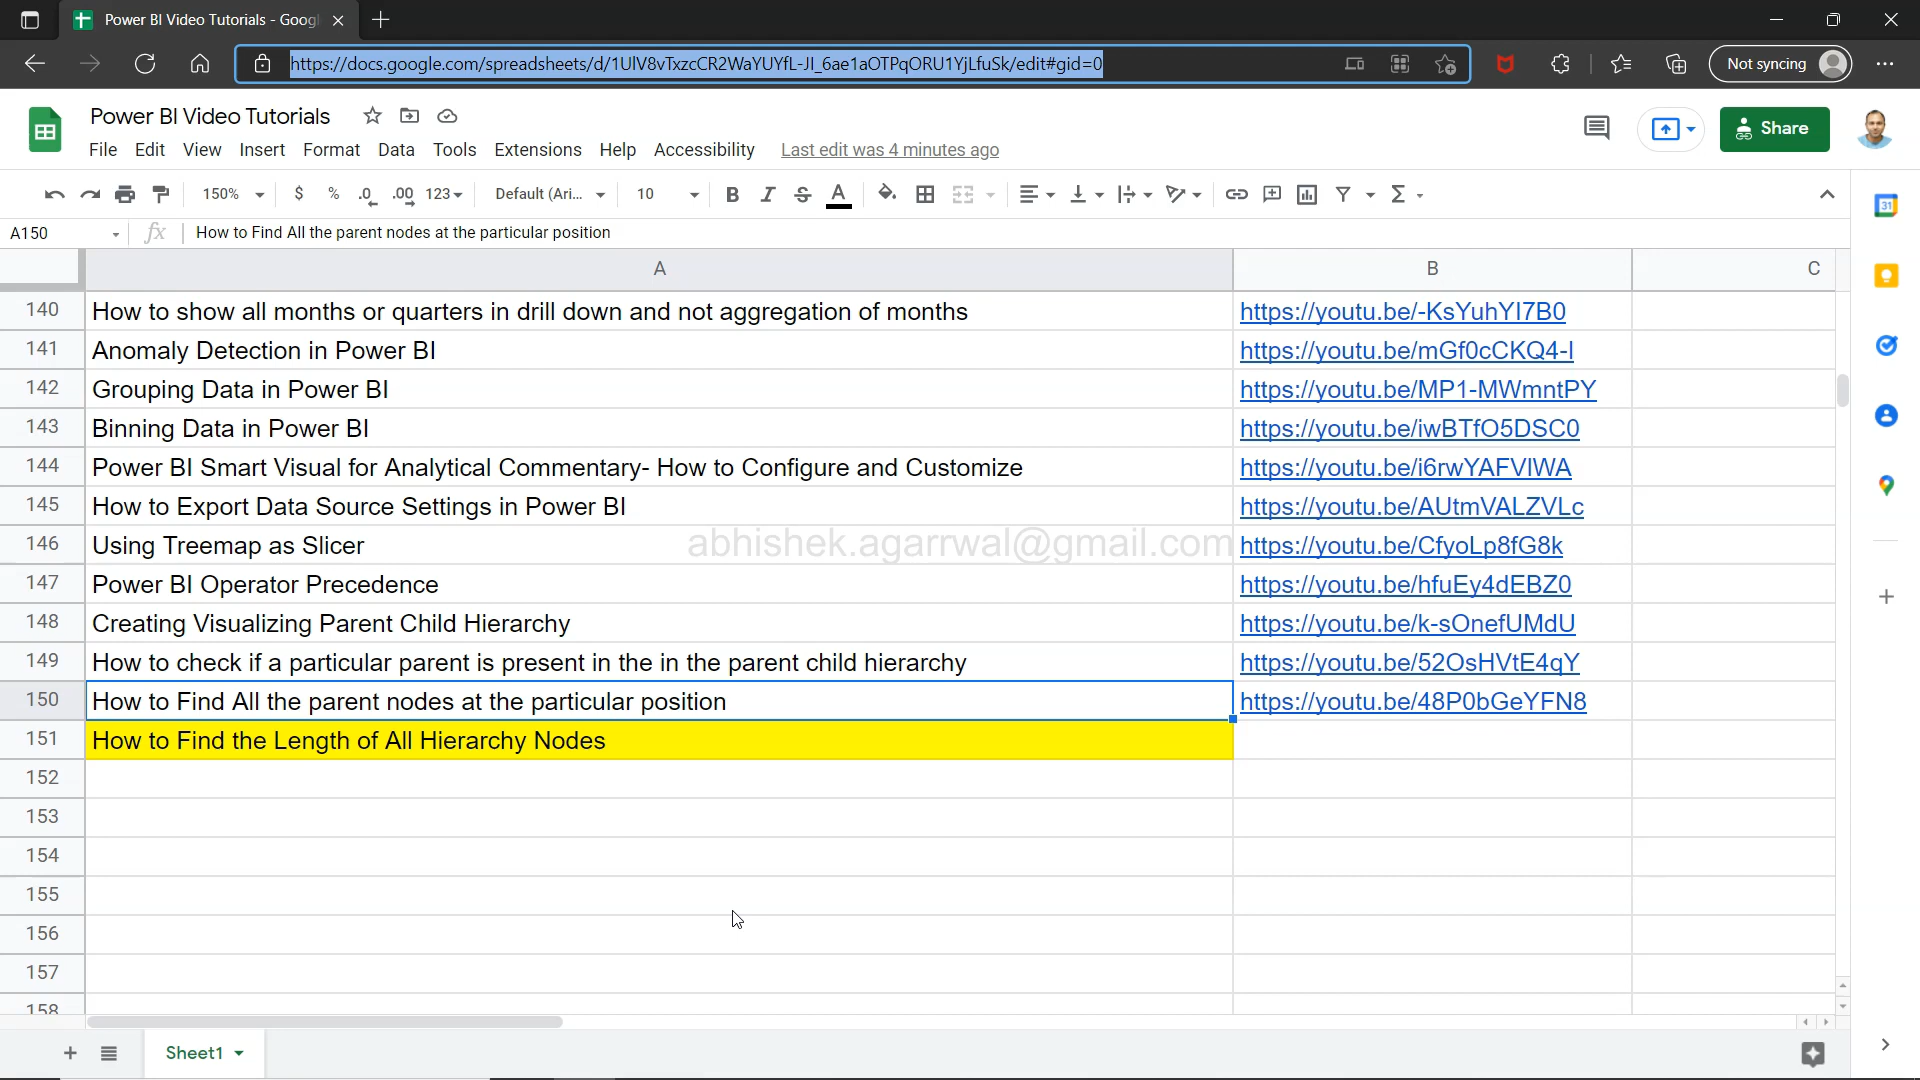 Power BI Video Tutorials - Googl
https://docs.google.com/spreadsheets/d/1UlV8vTxzcCR2WaYUYfL-JI_6ae1aOTPqORU1YjLfuSk/edit#gid=0
Not syncing
Power BI Video Tutorials
File Edit View Insert Format Data Tools Extensions Help Accessibility Last edit was 4 minutes ago
Share
150% $ % .0 .00 123 Default (Ari... 10 B I S A
A150 fx How to Find All the parent nodes at the particular position
A B C
140 How to show all months or quarters in drill down and not aggregation of months https://youtu.be/-KsYuhYI7B0
141 Anomaly Detection in Power BI https://youtu.be/mGf0cCKQ4-I
142 Grouping Data in Power BI https://youtu.be/MP1-MWmntPY
143 Binning Data in Power BI https://youtu.be/iwBTfO5DSC0
144 Power BI Smart Visual for Analytical Commentary- How to Configure and Customize https://youtu.be/i6rwYAFVIWA
145 How to Export Data Source Settings in Power BI https://youtu.be/AUtmVALZVLc
146 Using Treemap as Slicer abhishek.agarrwal@gmail.com https://youtu.be/CfyoLp8fG8k
147 Power BI Operator Precedence https://youtu.be/hfuEy4dEBZ0
148 Creating Visualizing Parent Child Hierarchy https://youtu.be/k-sOnefUMdU
149 How to check if a particular parent is present in the in the parent child hierarchy https://youtu.be/52OsHVtE4qY
150 How to Find All the parent nodes at the particular position https://youtu.be/48P0bGeYFN8
151 How to Find the Length of All Hierarchy Nodes
152
153
154
155
156
157
158
Sheet1